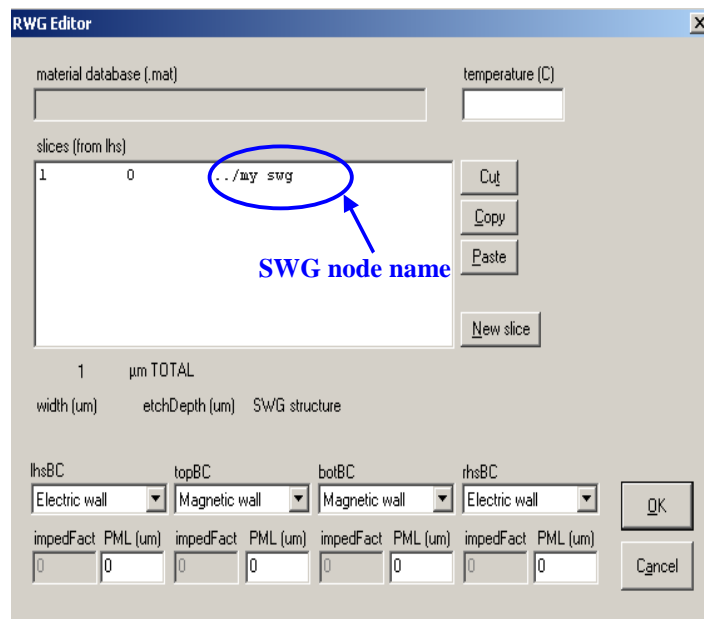 RWG Editor
material database (.mat)
temperature (C)
slices (from lhs)
1 0 ../my swg
SWG node name
Cut
Copy
Paste
New slice
1 µm TOTAL
width (um) etchDepth (um) SWG structure
lhsBC topBC botBC rhsBC
Electric wall Magnetic wall Magnetic wall Electric wall
OK
impedFact PML (um) impedFact PML (um) impedFact PML (um) impedFact PML (um)
0 0 0 0 0 0 0 0
Cancel